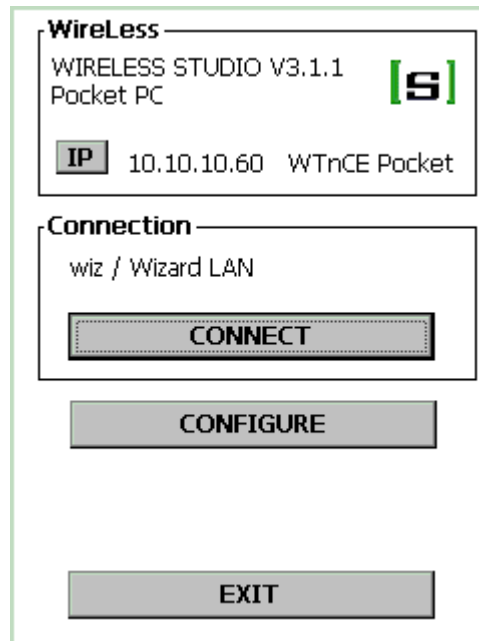 WireLess
WIRELESS STUDIO V3.1.1
Pocket PC
[S]
IP 10.10.10.60 WTnCE Pocket
Connection
wiz / Wizard LAN
CONNECT
CONFIGURE
EXIT